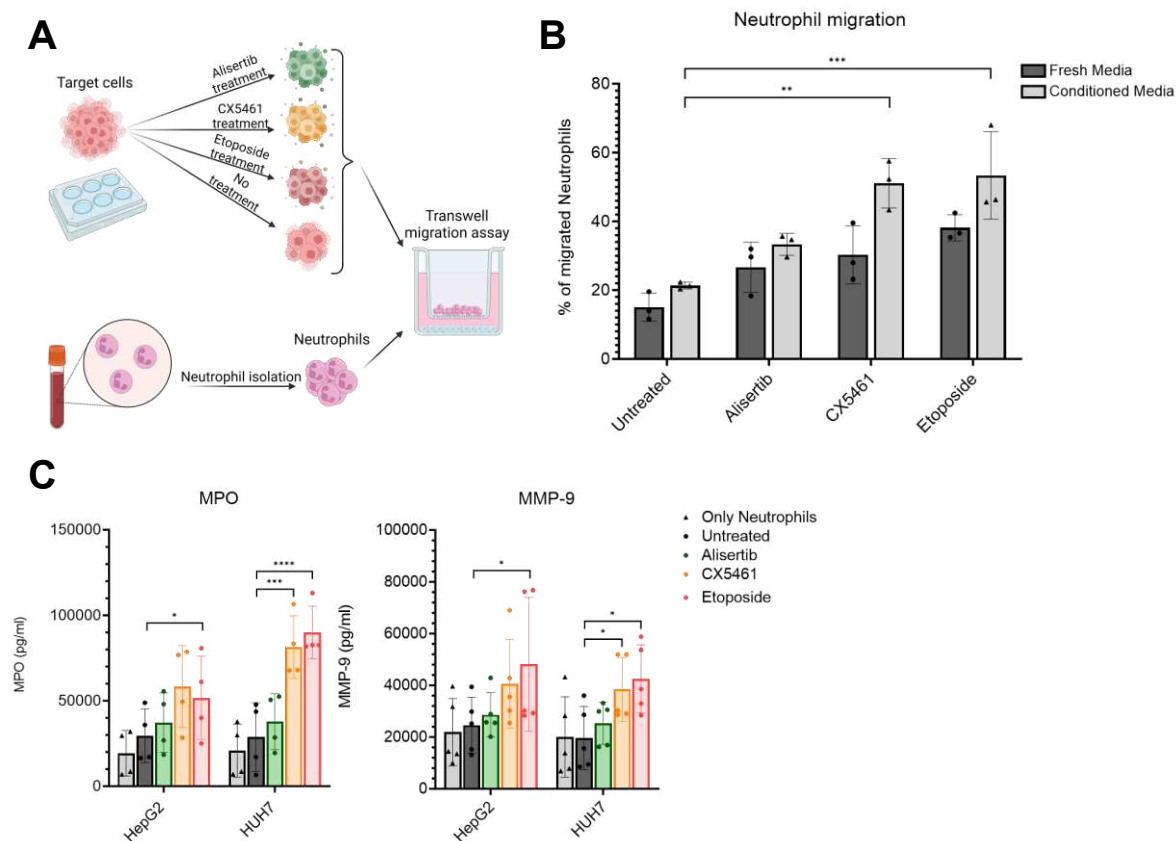 A
Target cells
Alisertib
treatment
CX5461
treatment
Etoposide
treatment
No
treatment
Transwell
migration assay
Neutrophil isolation
Neutrophils
B
Neutrophil migration
***
**
Fresh Media
Conditioned Media
% of migrated Neutrophils
80
60
40
20
0
Untreated
Alisertib
CX5461
Etoposide
C
MPO
MPO (pg/ml)
150000
100000
50000
0
*
****
***
HepG2
HUH7
MMP-9
MMP-9 (pg/ml)
100000
80000
60000
40000
20000
0
*
*
*
HepG2
HUH7
Only Neutrophils
Untreated
Alisertib
CX5461
Etoposide